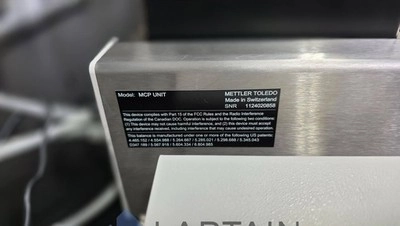 Model: MCP UNIT METTLER TOLEDO
Made in Switzerland
SNR 1124020858
This device complies with Part 15 of the FCC Rules and the Radio Interference
Regulation of the Canadian DOC. Operation is subject to the following two conditions:
(1) This device may not cause harmful interference, and (2) this device must accept
any interference received, including interference that may cause undesired operation.
This balance is manufactured under one or more of the following US patents: